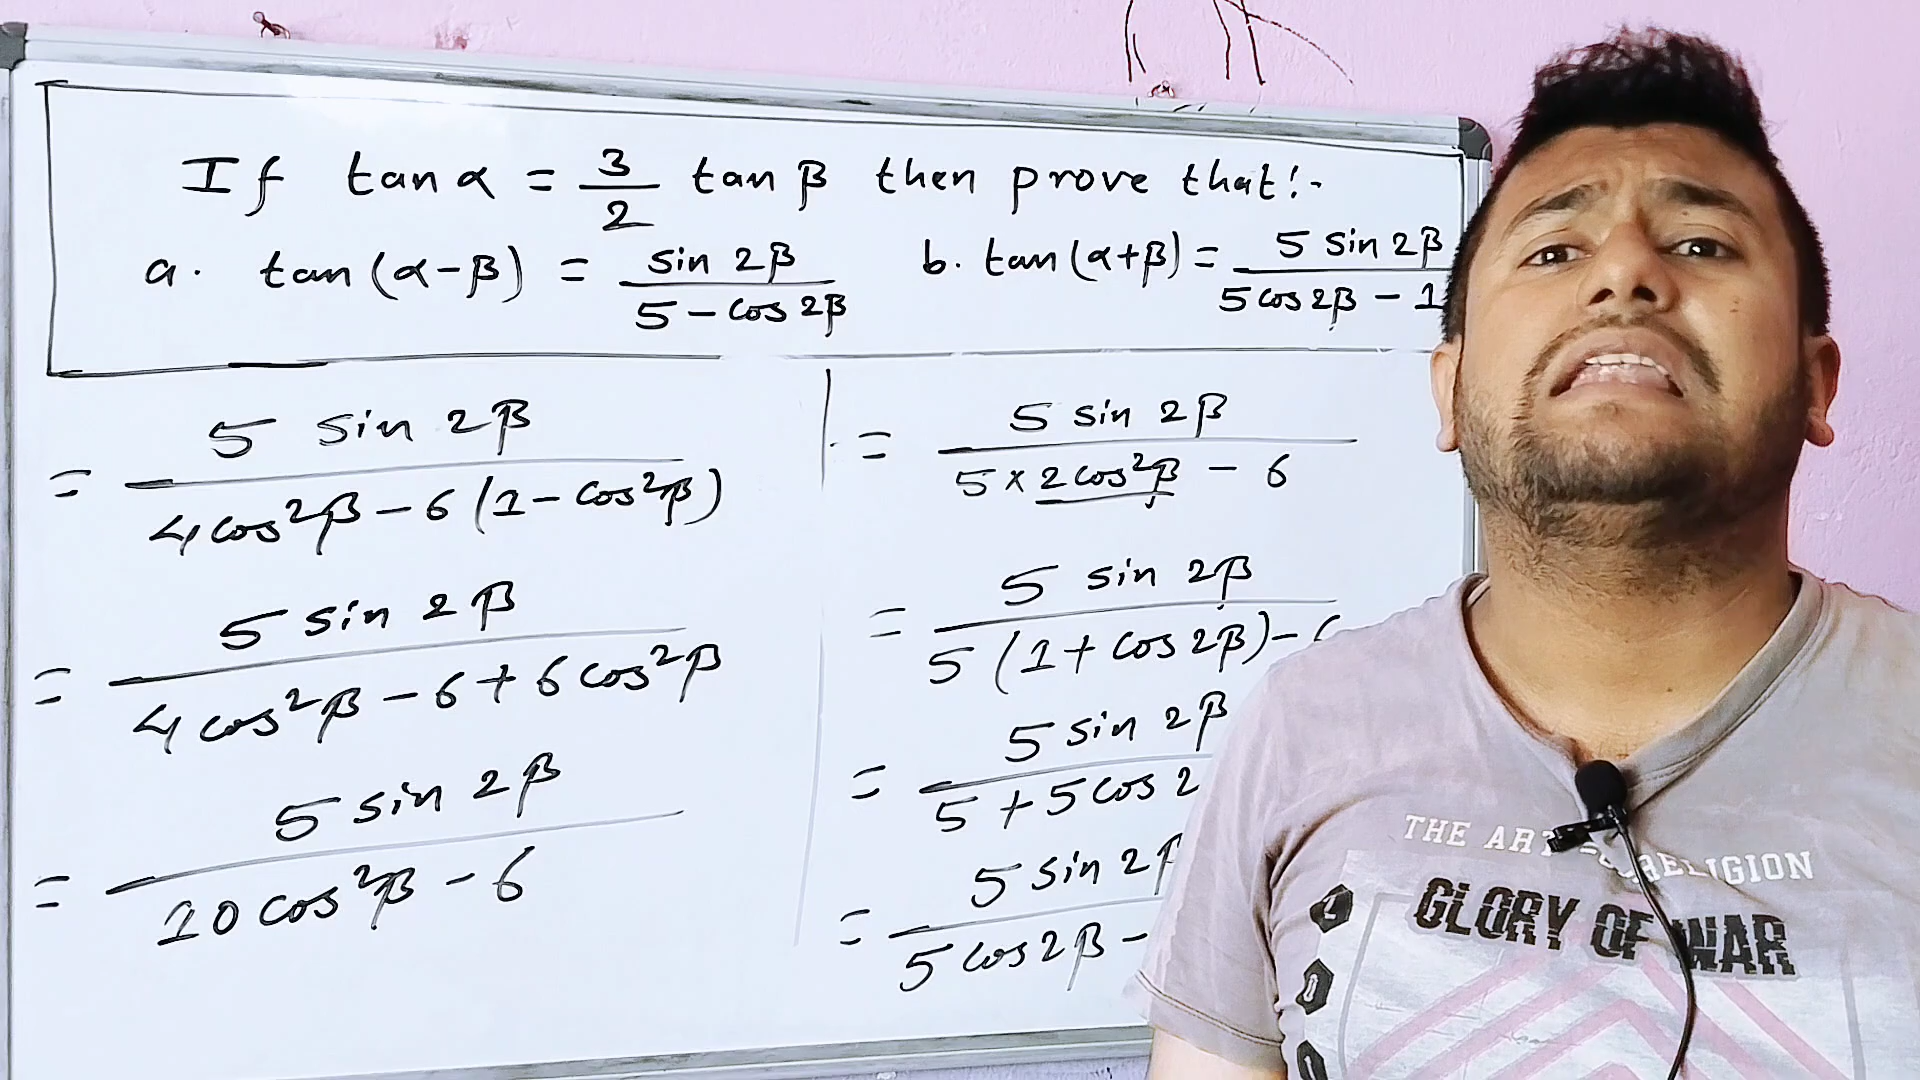 If tan α = 3/2 tan β then prove that:-
a. tan (α-β) = sin 2β / 5 - cos 2β b. tan (α+β) = 5 sin 2β / 5 cos 2β - 1
= 5 sin 2β / 4 cos²β - 6 (1 - cos²β)
= 5 sin 2β / 4 cos²β - 6 + 6 cos²β
= 5 sin 2β / 10 cos²β - 6
= 5 sin 2β / 5 × 2 cos²β - 6
= 5 sin 2β / 5 (1 + cos 2β) -
= 5 sin 2β / 5 + 5 cos 2
= 5 sin 2β / 5 cos 2β -
THE ART RELIGION
GLORY OF WAR